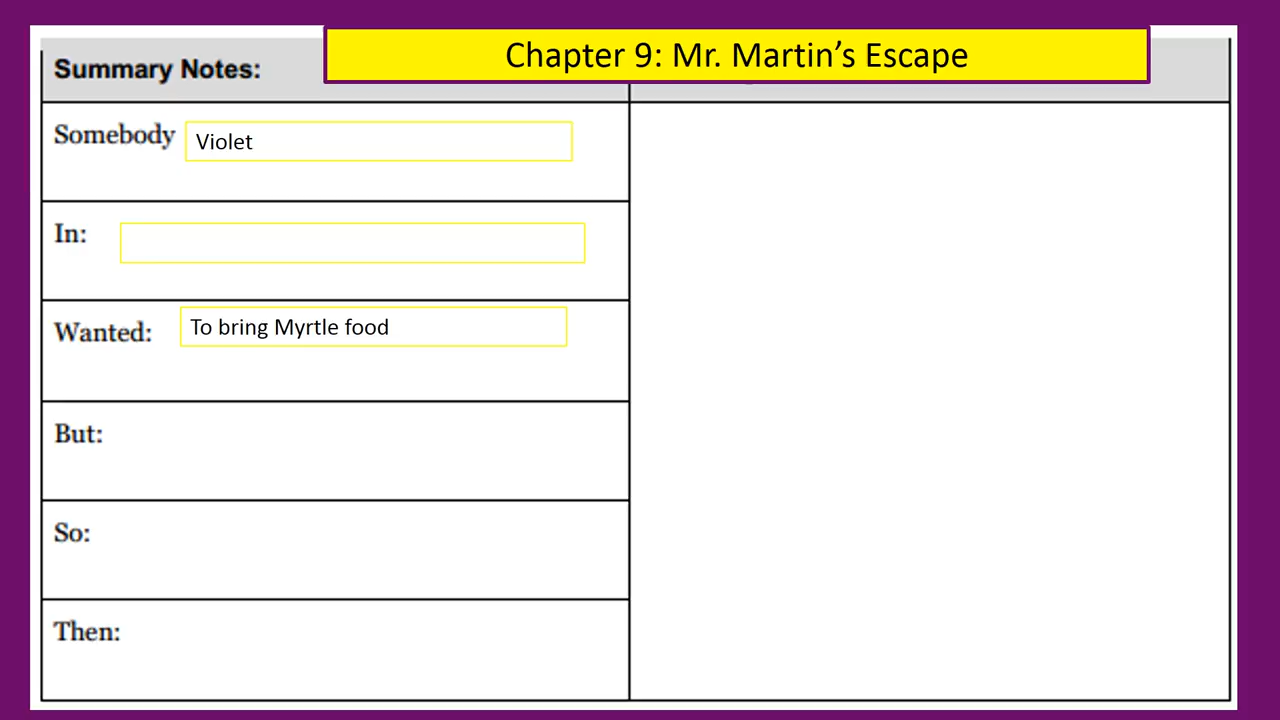 Chapter 9: Mr. Martin’s Escape
Summary Notes:
Somebody
Violet
In:
Wanted:
To bring Myrtle food
But:
So:
Then: